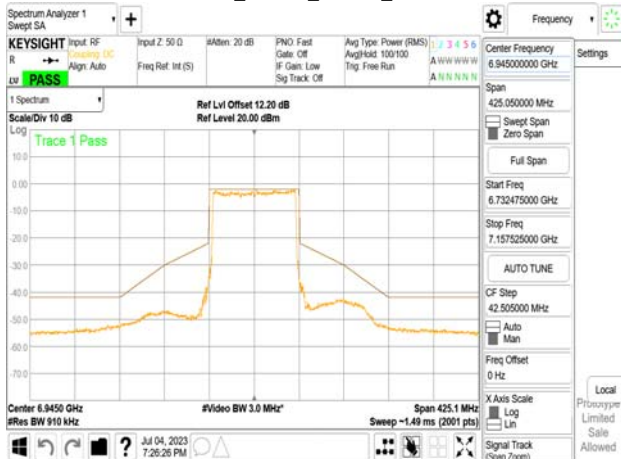 Spectrum Analyzer 1
Swept SA
+
Frequency
KEYSIGHT
Input: RF
Coupling: DC
Align: Auto
Input Z: 50 Ω
Freq Ref: Int (S)
#Atten: 20 dB
PNO: Fast
Gate: Off
IF Gain: Low
Sig Track: Off
Avg Type: Power (RMS)
Avg|Hold: 100/100
Trig: Free Run
1 2 3 4 5 6
A W W W W W
A N N N N N
R
LV
PASS
1 Spectrum
Scale/Div 10 dB
Log
Ref Lvl Offset 12.20 dB
Ref Level 20.00 dBm
Trace 1 Pass
10.0
0.00
-30.0
-40.0
-50.0
-60.0
-70.0
Center 6.9450 GHz
#Res BW 910 kHz
#Video BW 3.0 MHz*
Span 425.1 MHz
Sweep ~1.49 ms (2001 pts)
Jul 04, 2023
7:26:26 PM
Center Frequency
6.945000000 GHz
Settings
Span
425.050000 MHz
Swept Span
Zero Span
Full Span
Start Freq
6.732475000 GHz
Stop Freq
7.157525000 GHz
AUTO TUNE
CF Step
42.505000 MHz
Auto
Man
Freq Offset
0 Hz
X Axis Scale
Log
Lin
Signal Track
(Span Zoom)
Local
Prototype
Limited
Sale
Allowed